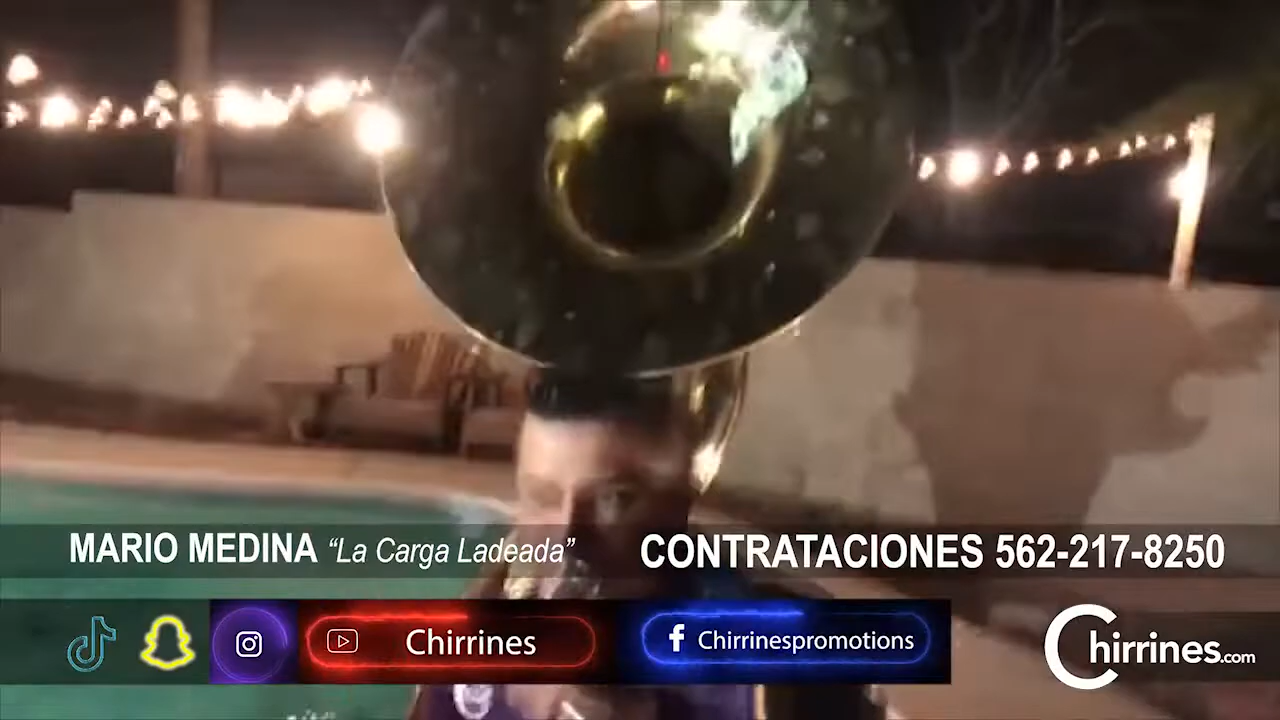 MARIO MEDINA “La Carga Ladeada”
CONTRATACIONES 562-217-8250
Chirrines
Chirrinespromotions
Chirrines.com